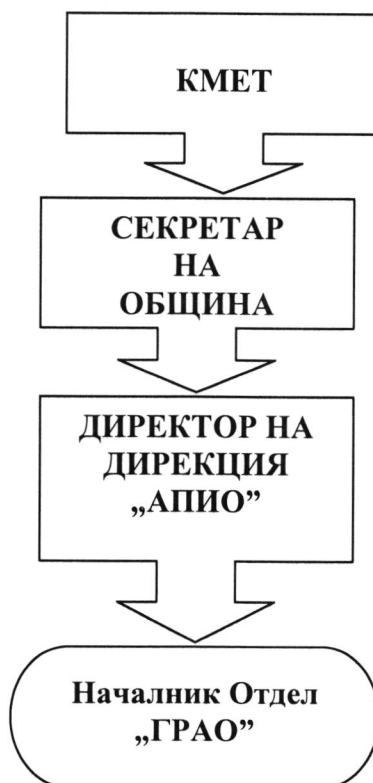 КМЕТ
СЕКРЕТАР
НА
ОБЩИНА
ДИРЕКТОР НА
ДИРЕКЦИЯ
„АПИО”
Началник Отдел
„ГРАО”